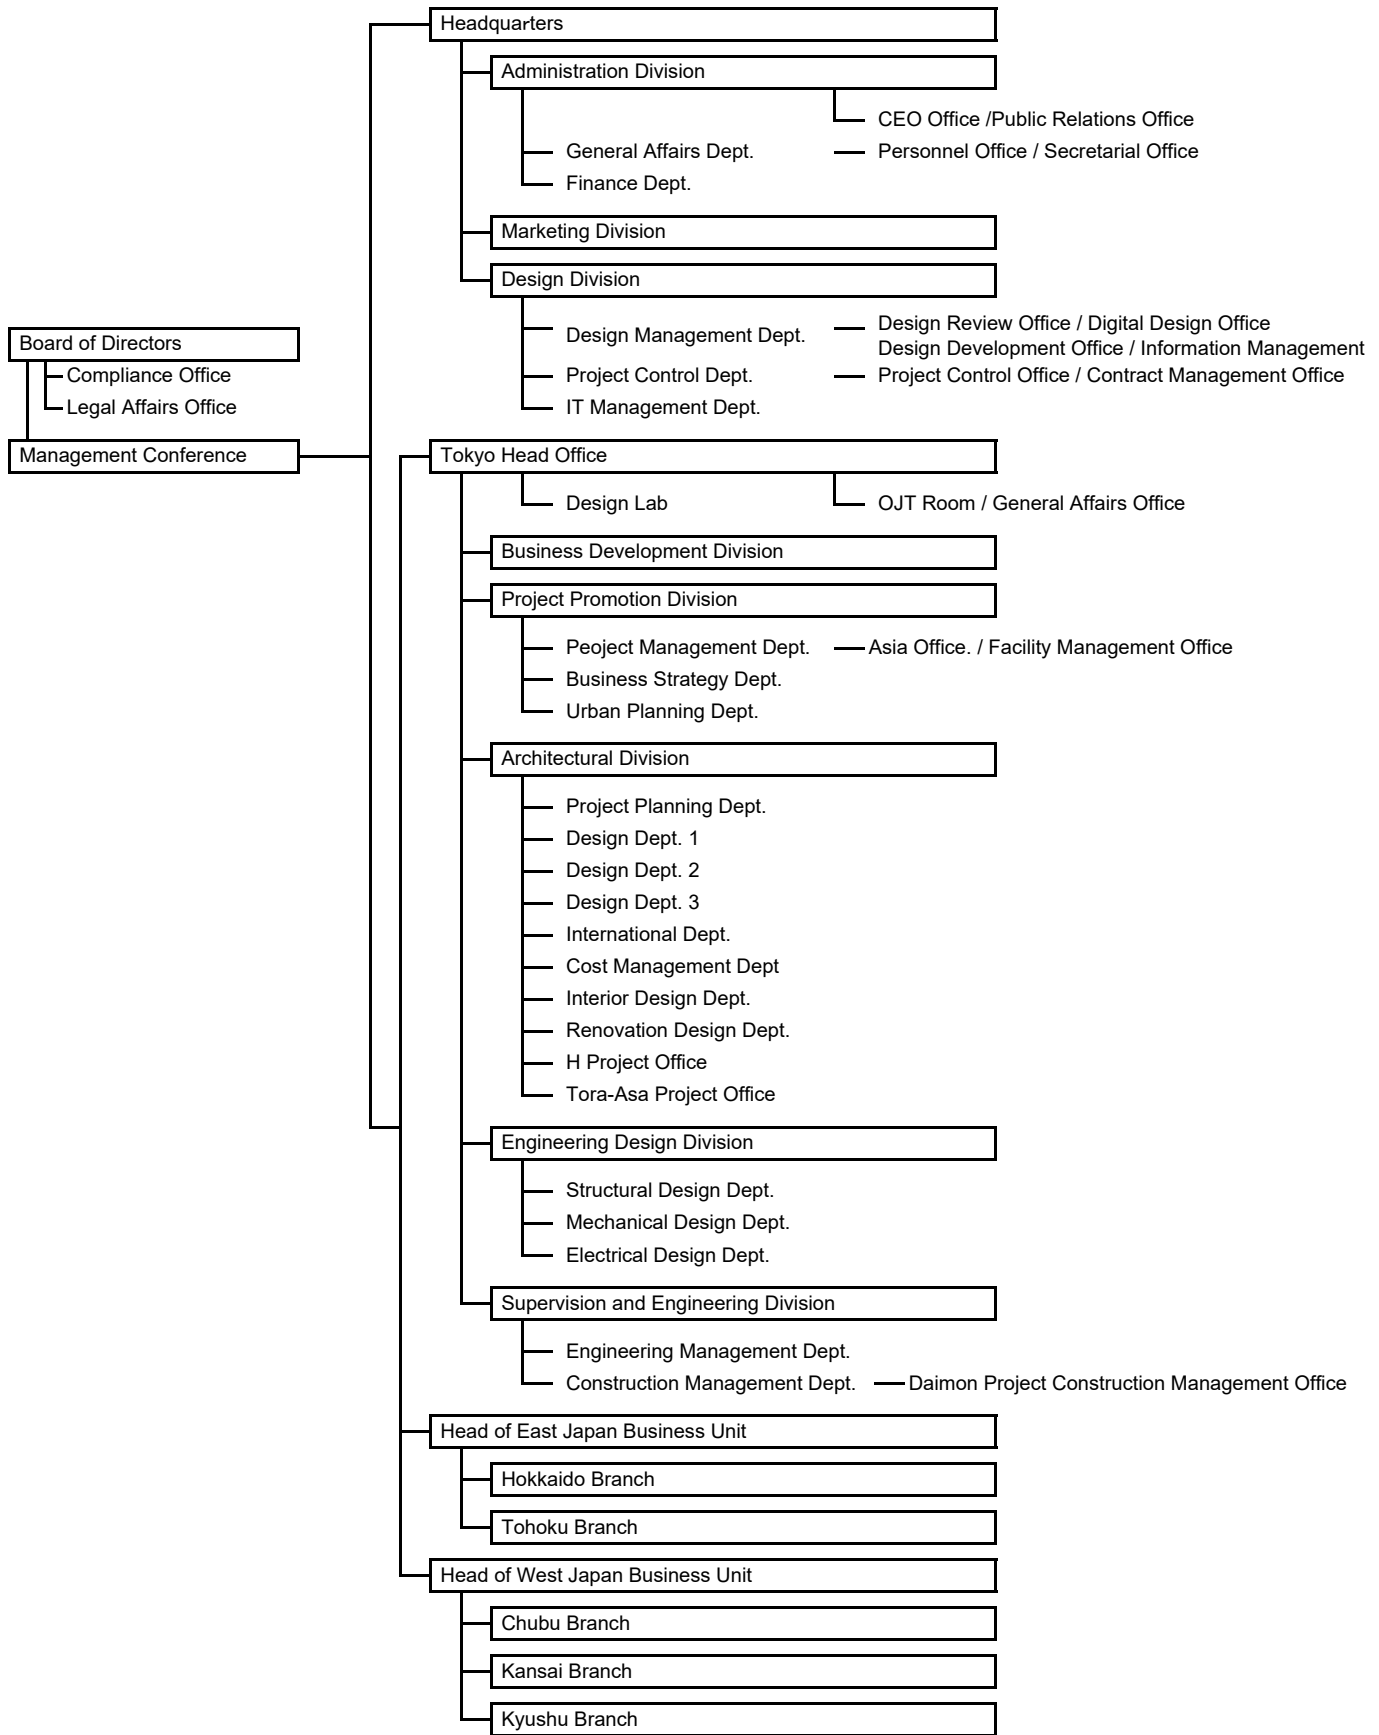 Headquarters
Administration Division
CEO Office /Public Relations Office
General Affairs Dept.
Personnel Office / Secretarial Office
Finance Dept.
Marketing Division
Design Division
Design Management Dept.
Design Review Office / Digital Design Office
Design Development Office / Information Management
Project Control Dept.
Project Control Office / Contract Management Office
IT Management Dept.
Board of Directors
Compliance Office
Legal Affairs Office
Management Conference
Tokyo Head Office
Design Lab
OJT Room / General Affairs Office
Business Development Division
Project Promotion Division
Peoject Management Dept.
Asia Office. / Facility Management Office
Business Strategy Dept.
Urban Planning Dept.
Architectural Division
Project Planning Dept.
Design Dept. 1
Design Dept. 2
Design Dept. 3
International Dept.
Cost Management Dept
Interior Design Dept.
Renovation Design Dept.
H Project Office
Tora-Asa Project Office
Engineering Design Division
Structural Design Dept.
Mechanical Design Dept.
Electrical Design Dept.
Supervision and Engineering Division
Engineering Management Dept.
Construction Management Dept.
Daimon Project Construction Management Office
Head of East Japan Business Unit
Hokkaido Branch
Tohoku Branch
Head of West Japan Business Unit
Chubu Branch
Kansai Branch
Kyushu Branch